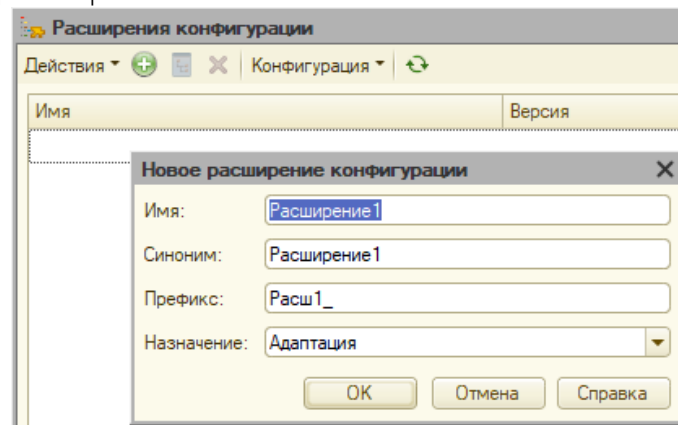 Расширения конфигурации
Действия Конфигурация
Имя Версия
Новое расширение конфигурации
Имя: Расширение1
Синоним: Расширение1
Префикс: Расш1_
Назначение: Адаптация
OK Отмена Справка